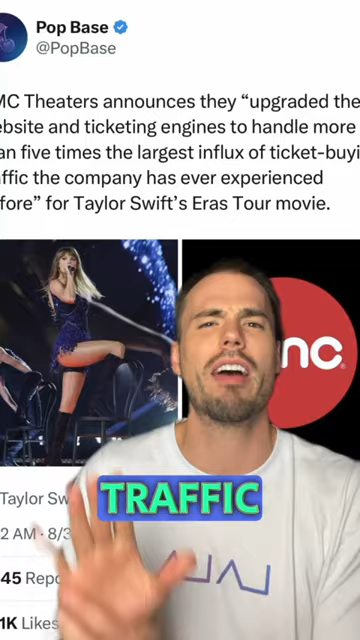 Pop Base
@PopBase
MC Theaters announces they “upgraded the
ebsite and ticketing engines to handle more
an five times the largest influx of ticket-buyi
affic the company has ever experienced
fore” for Taylor Swift’s Eras Tour movie.
nc
Taylor Sw
TRAFFIC
2 AM · 8/3
45 Repo
1K Likes